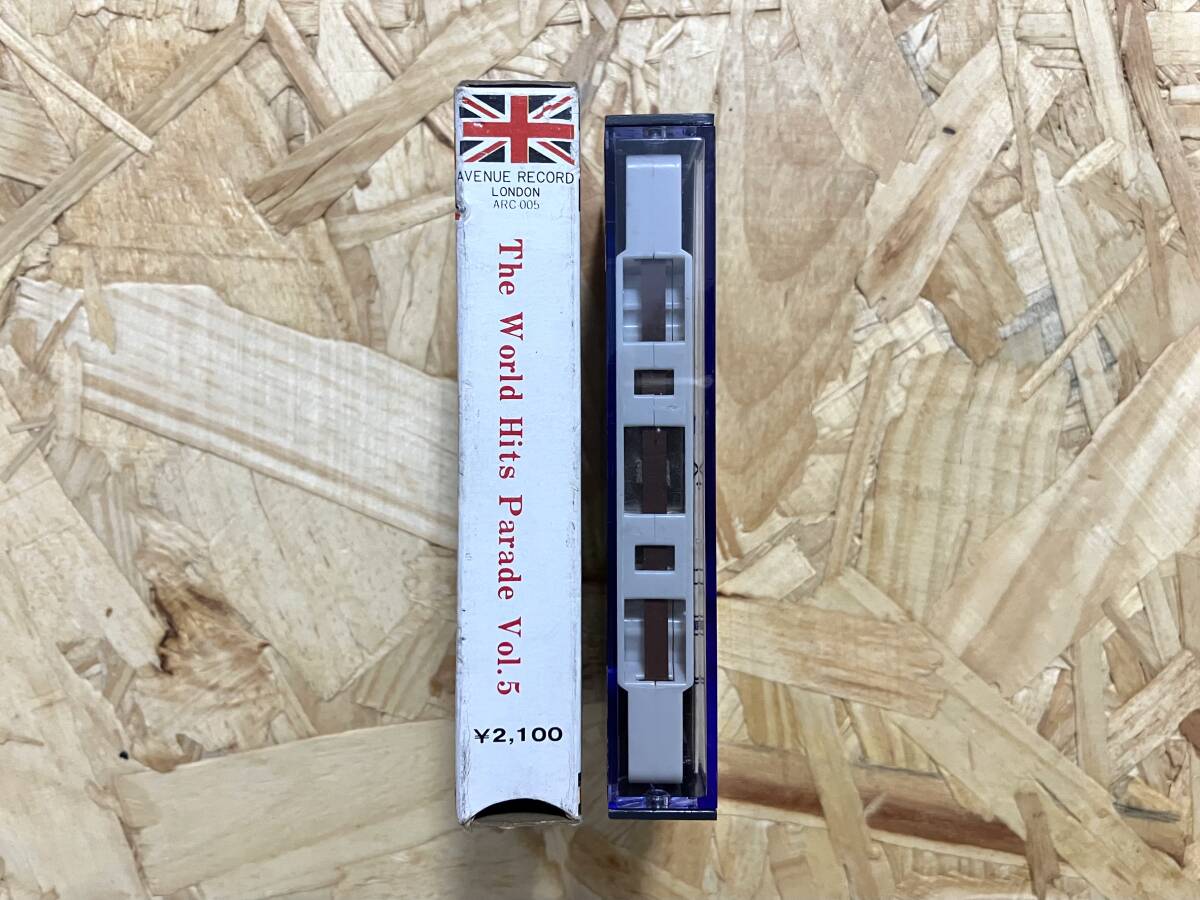 AVENUE RECORD
LONDON
ARC 005
The World Hits Parade Vol.5
¥2,100